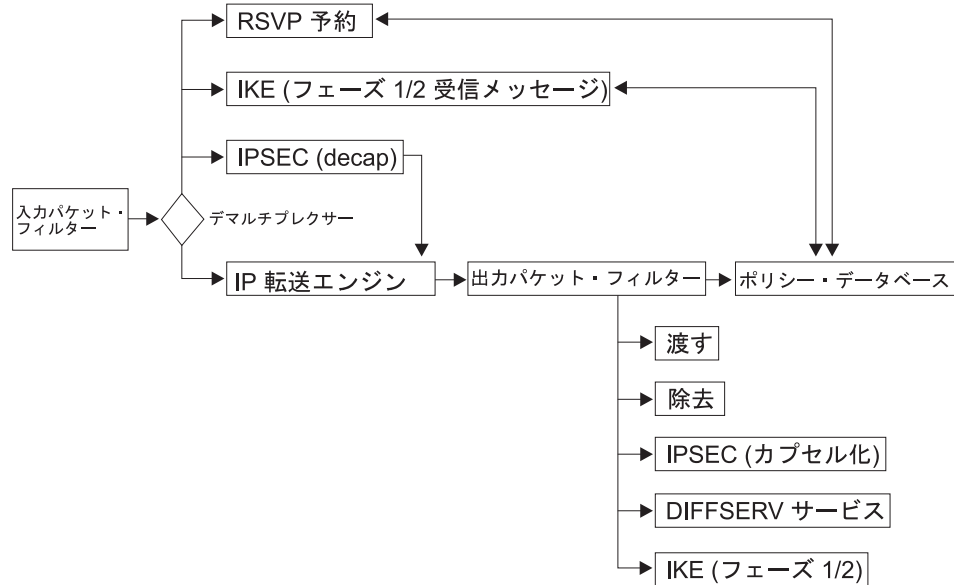 RSVP 予約
IKE (フェーズ 1/2 受信メッセージ)
IPSEC (decap)
入力パケット・
フィルター
デマルチプレクサー
IP 転送エンジン
出力パケット・フィルター
ポリシー・データベース
渡す
除去
IPSEC (カプセル化)
DIFFSERV サービス
IKE (フェーズ 1/2)